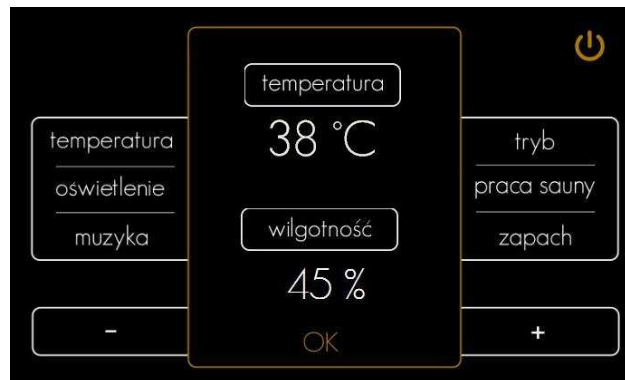 temperatura
38 °C
wilgotność
45 %
OK
temperatura
oświetlenie
muzyka
tryb
praca sauny
zapach
-
+